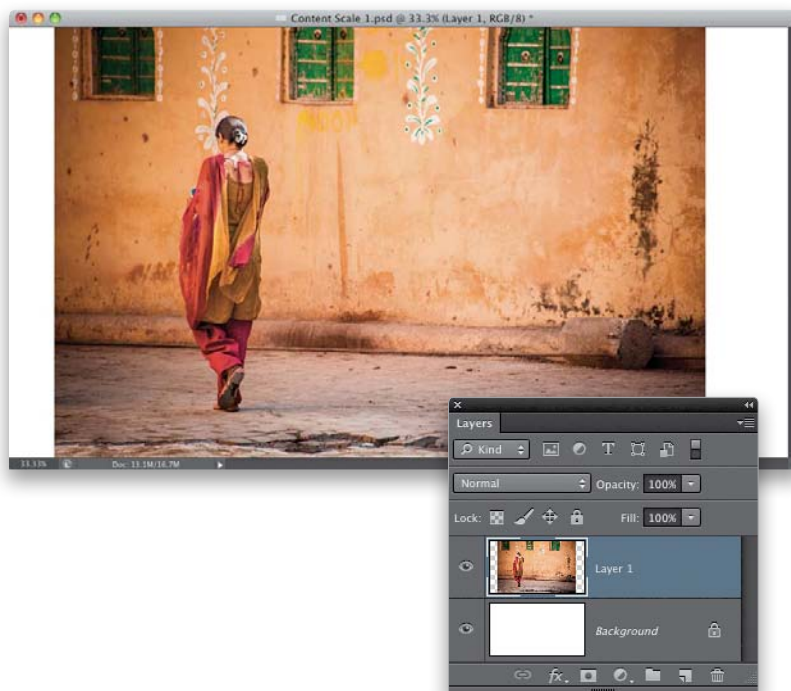 Content Scale 1.psd @ 33.3% (Layer 1, RGB/8) *
33.33%
Doc: 13.1M/16.7M
Layers
Kind
Normal
Opacity: 100%
Lock:
Fill: 100%
Layer 1
Background
fx